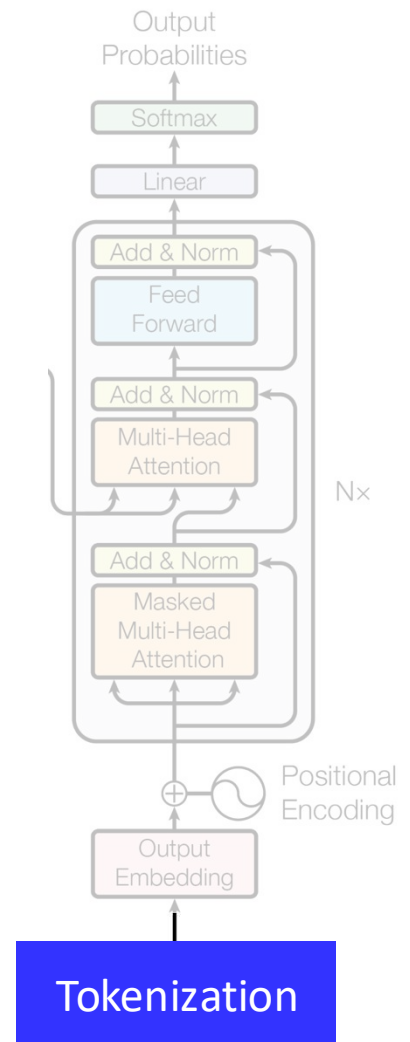 Output
Probabilities
Softmax
Linear
Add & Norm
Feed
Forward
Add & Norm
Multi-Head
Attention
N×
Add & Norm
Masked
Multi-Head
Attention
Positional
Encoding
Output
Embedding
Tokenization